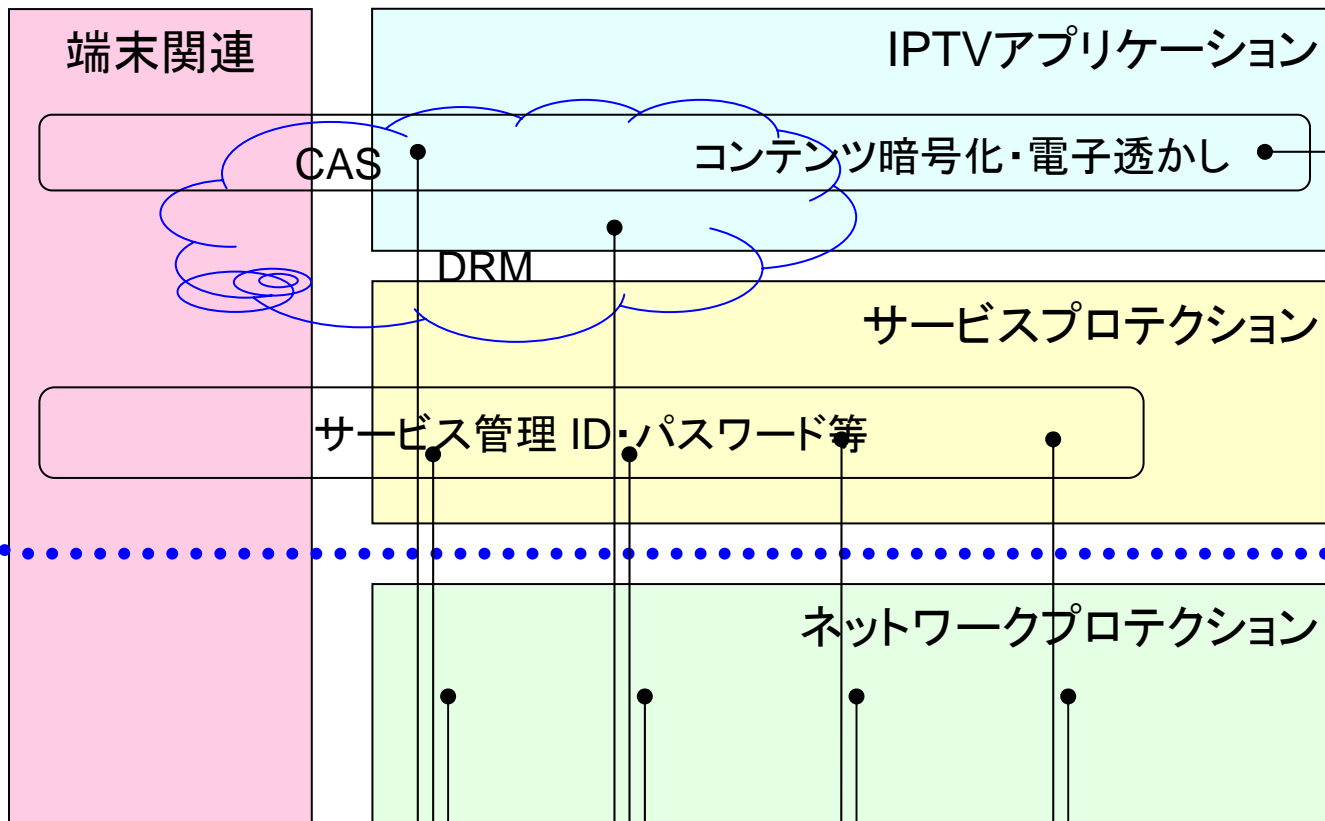 端末関連
IPTVアプリケーション
CAS
コンテンツ暗号化・電子透かし
DRM
サービスプロテクション
サービス管理 ID・パスワード等
ネットワークプロテクション